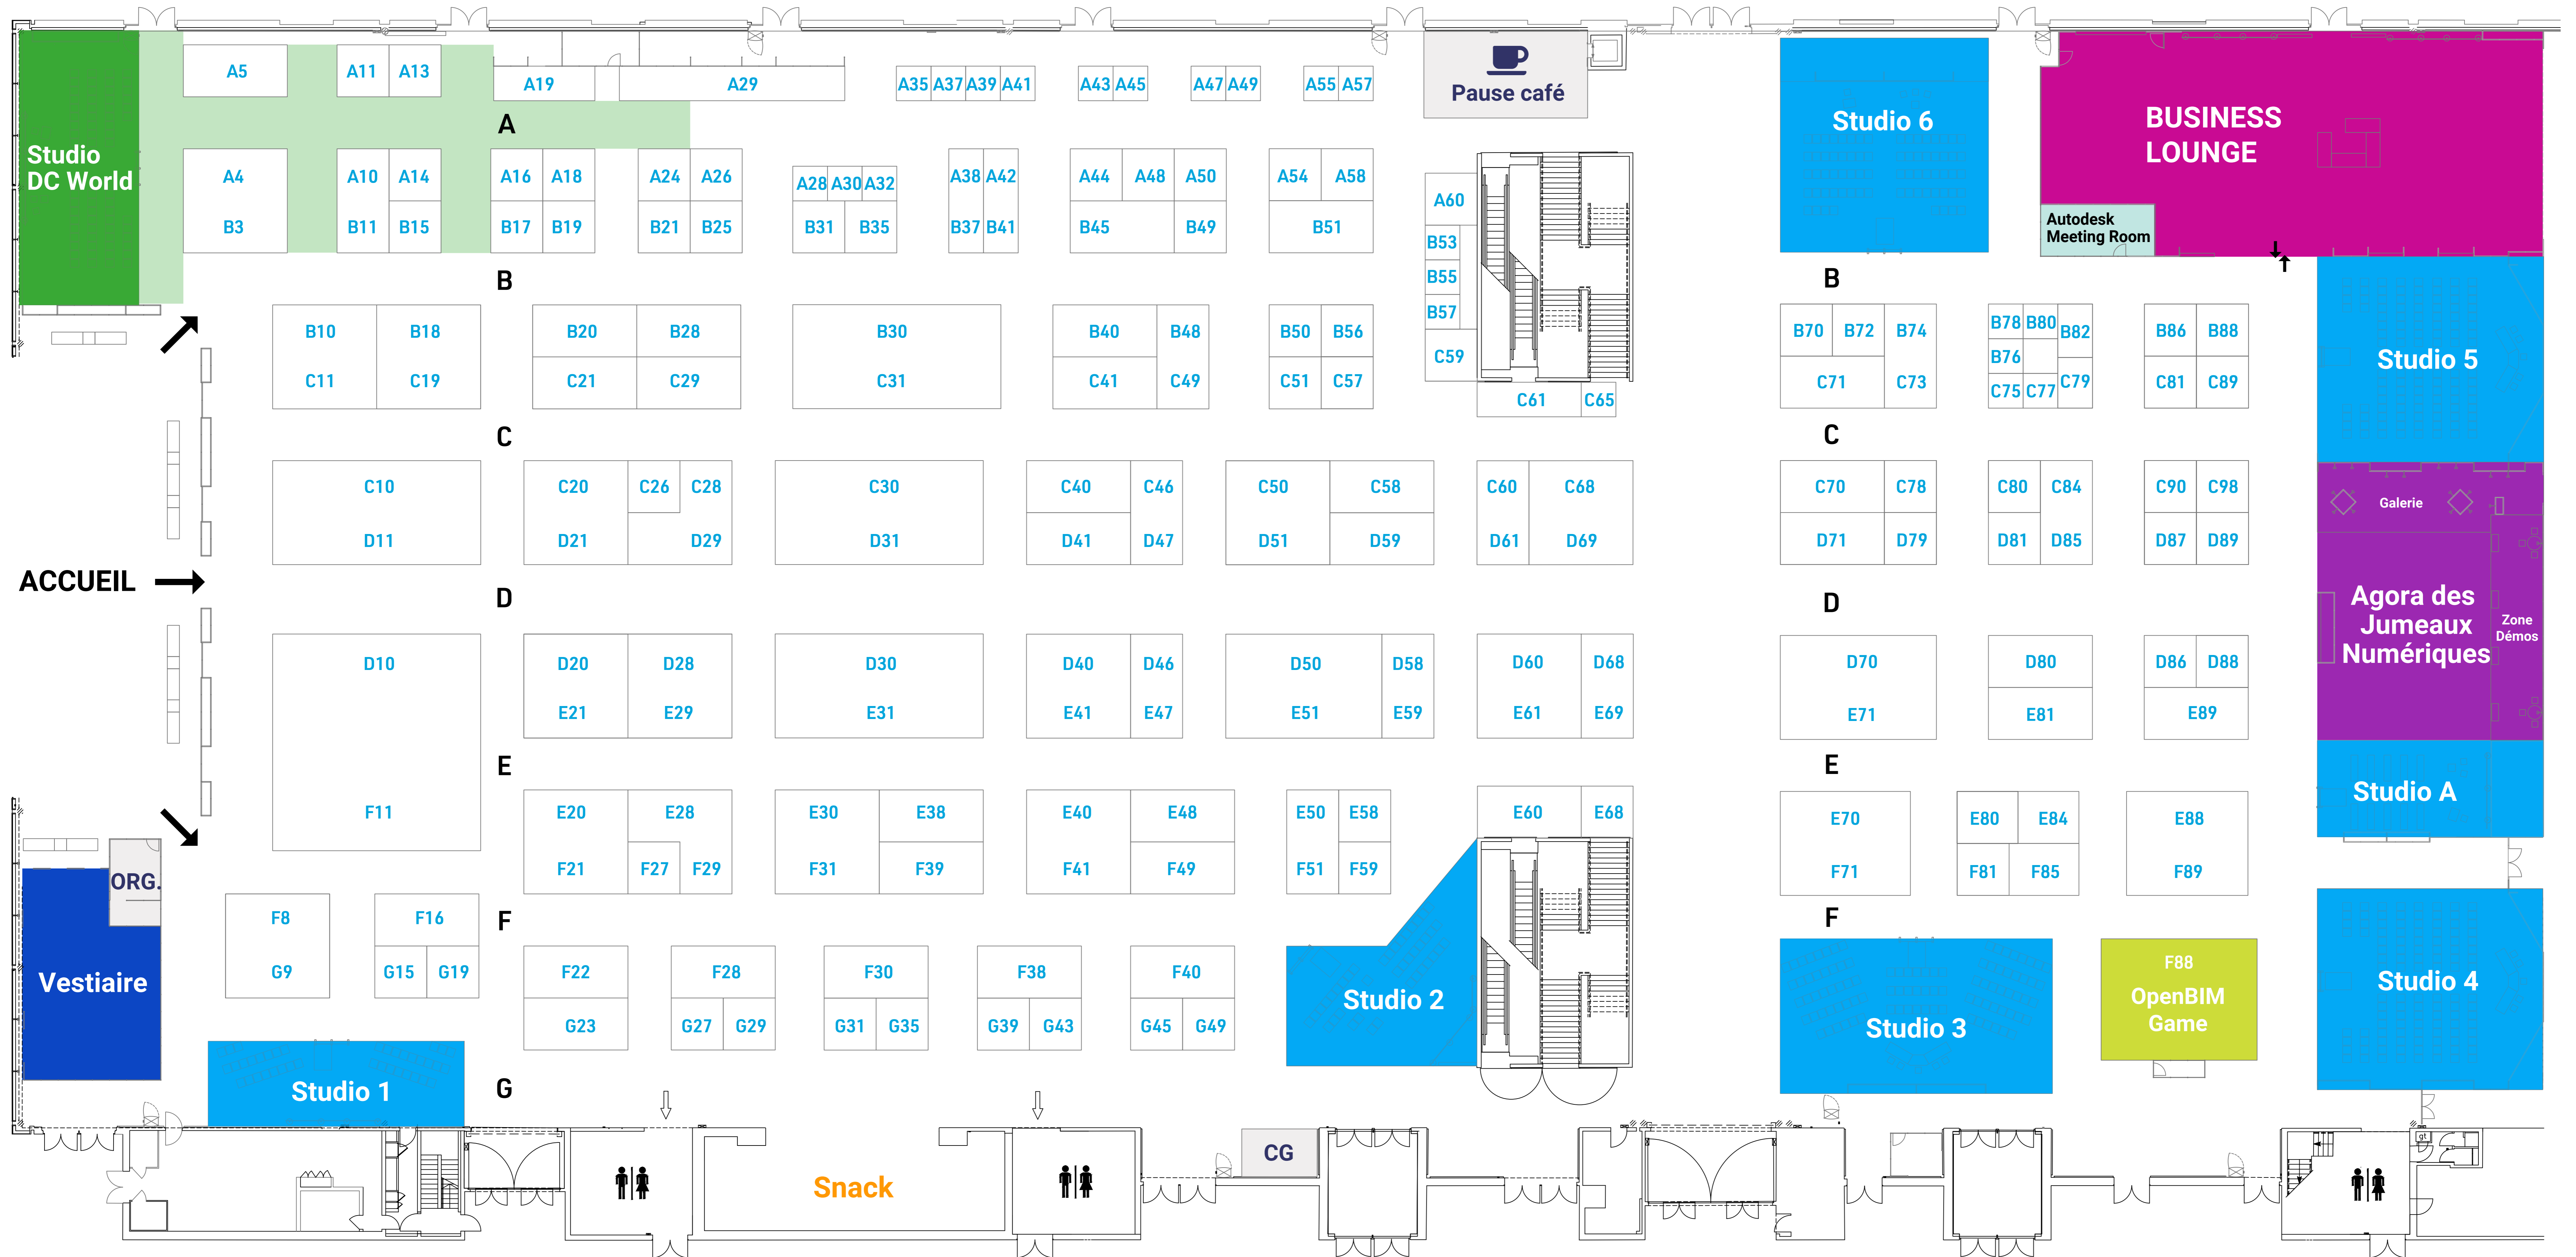 A5 A11 A13 A19 A29 A35 A37 A39 A41 A43 A45 A47 A49 A55 A57
Pause café
A
Studio 6
BUSINESS
LOUNGE
Studio
DC World
A4 A10 A14 A16 A18 A24 A26 A28 A30 A32 A38 A42 A44 A48 A50 A54 A58 A60
B3 B11 B15 B17 B19 B21 B25 B31 B35 B37 B41 B45 B49 B51
B53
B55
B57
C59
Autodesk
Meeting Room
B B
B10 B18 B20 B28 B30 B40 B48 B50 B56 B70 B72 B74 B78 B80 B82 B86 B88
B76
C11 C19 C21 C29 C31 C41 C49 C51 C57 C71 C73 C75 C77 C79 C81 C89
C61 C65
Studio 5
C C
C10 C20 C26 C28 C30 C40 C46 C50 C58 C60 C68 C70 C78 C80 C84 C90 C98
Galerie
D11 D21 D29 D31 D41 D47 D51 D59 D61 D69 D71 D79 D81 D85 D87 D89
ACCUEIL
D D
Agora des
Jumeaux
Numériques
Zone
Démos
D10 D20 D28 D30 D40 D46 D50 D58 D60 D68 D70 D80 D86 D88
E21 E29 E31 E41 E47 E51 E59 E61 E69 E71 E81 E89
E E
Studio A
E20 E28 E30 E38 E40 E48 E50 E58 E60 E68 E70 E80 E84 E88
F11 F21 F27 F29 F31 F39 F41 F49 F51 F59 F71 F81 F85 F89
ORG.
F F
F8 F16
G9 G15 G19
Vestiaire
F22 F28 F30 F38 F40
G23 G27 G29 G31 G35 G39 G43 G45 G49
Studio 2
Studio 3
F88
OpenBIM
Game
Studio 4
Studio 1
G
Snack
CG
gt